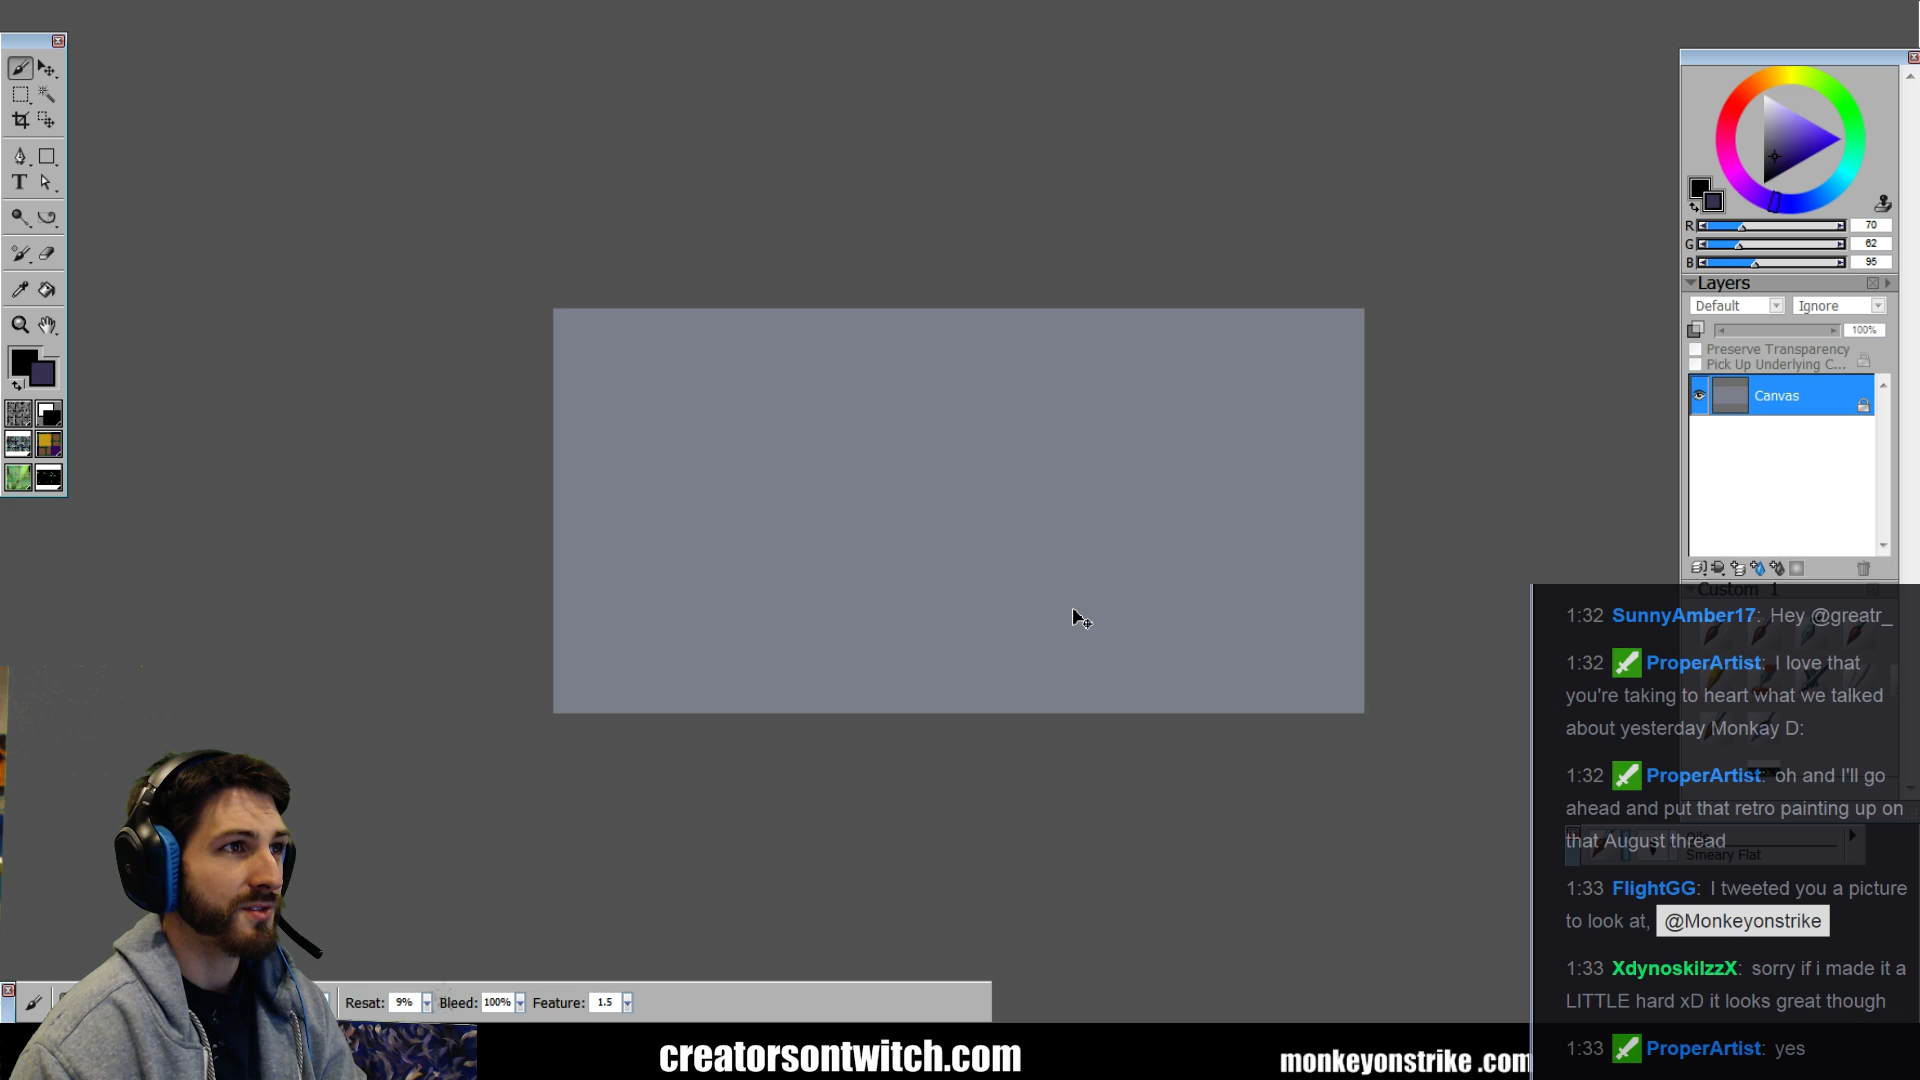 T
R 70
G 62
B 95
Layers
Default Ignore
100%
Preserve Transparency
Pick Up Underlying C...
Canvas
Custom 1
1:32 SunnyAmber17: Hey @greatr_
1:32 ProperArtist: I love that
you're taking to heart what we talked
about yesterday Monkay D:
1:32 ProperArtist: oh and I'll go
ahead and put that retro painting up on
that August thread
Smeary Flat
1:33 FlightGG: I tweeted you a picture
to look at, @Monkeyonstrike
1:33 XdynoskilzzX: sorry if i made it a
LITTLE hard xD it looks great though
1:33 ProperArtist: yes
Resat: 9% Bleed: 100% Feature: 1.5
creatorsontwitch.com
monkeyonstrike .com